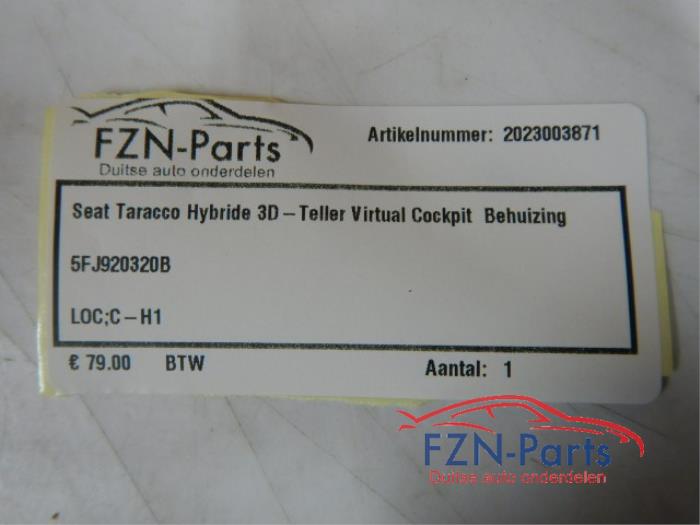 FZN-Parts
Duitse auto onderdelen
Artikelnummer: 2023003871
Seat Taracco Hybride 3D-Teller Virtual Cockpit Behuizing
5FJ920320B
LOC;C-H1
€ 79.00 BTW
Aantal: 1
FZN-Parts
Duitse auto onderdelen